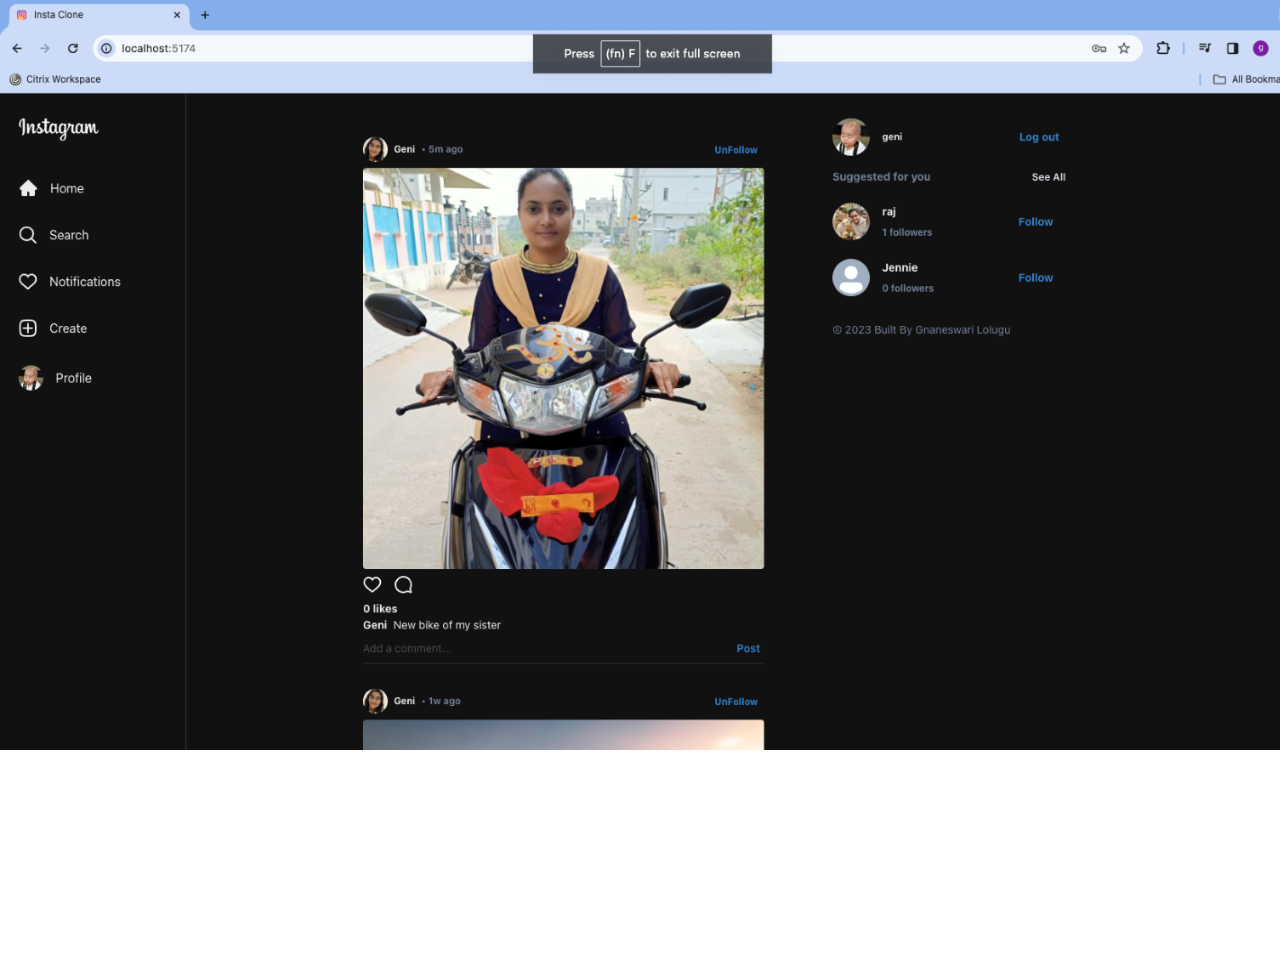 Insta Clone
localhost:5174
Press (fn) F to exit full screen
Citrix Workspace
All Bookma
Instagram
Home
Search
Notifications
Create
Profile
Geni • 5m ago
UnFollow
0 likes
Geni New bike of my sister
Add a comment...
Post
Geni • 1w ago
UnFollow
geni
Log out
Suggested for you
See All
raj
1 followers
Follow
Jennie
0 followers
Follow
© 2023 Built By Gnaneswari Lolugu
g